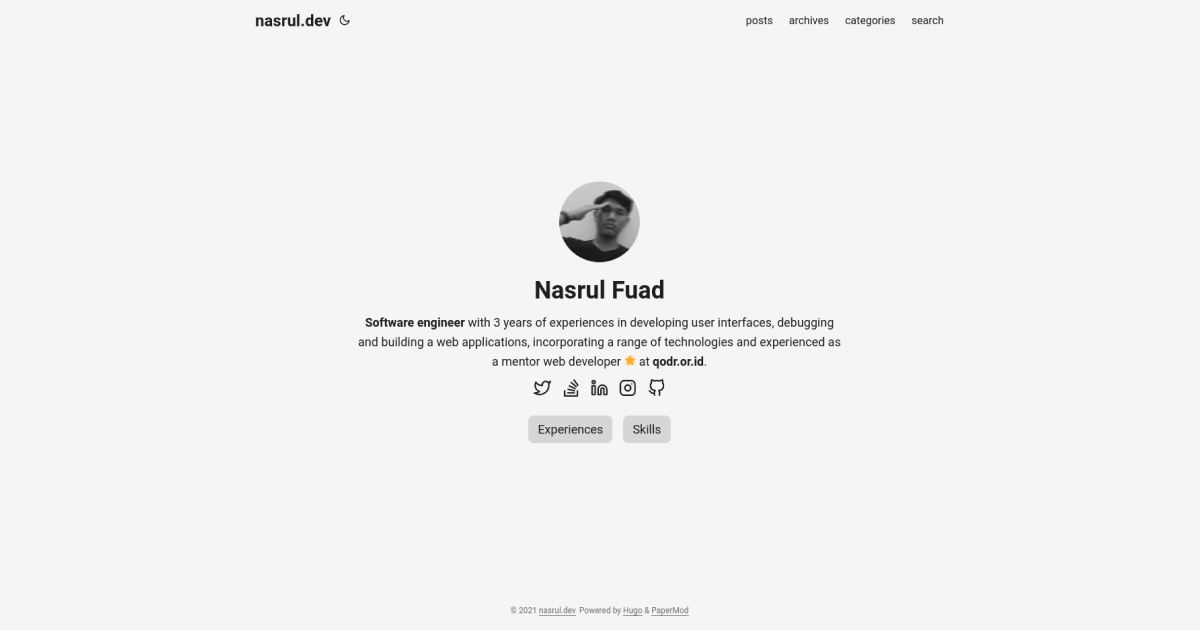 nasrul.dev
posts archives categories search
Nasrul Fuad
Software engineer with 3 years of experiences in developing user interfaces, debugging
and building a web applications, incorporating a range of technologies and experienced as
a mentor web developer at qodr.or.id.
Experiences Skills
© 2021 nasrul.dev Powered by Hugo & PaperMod